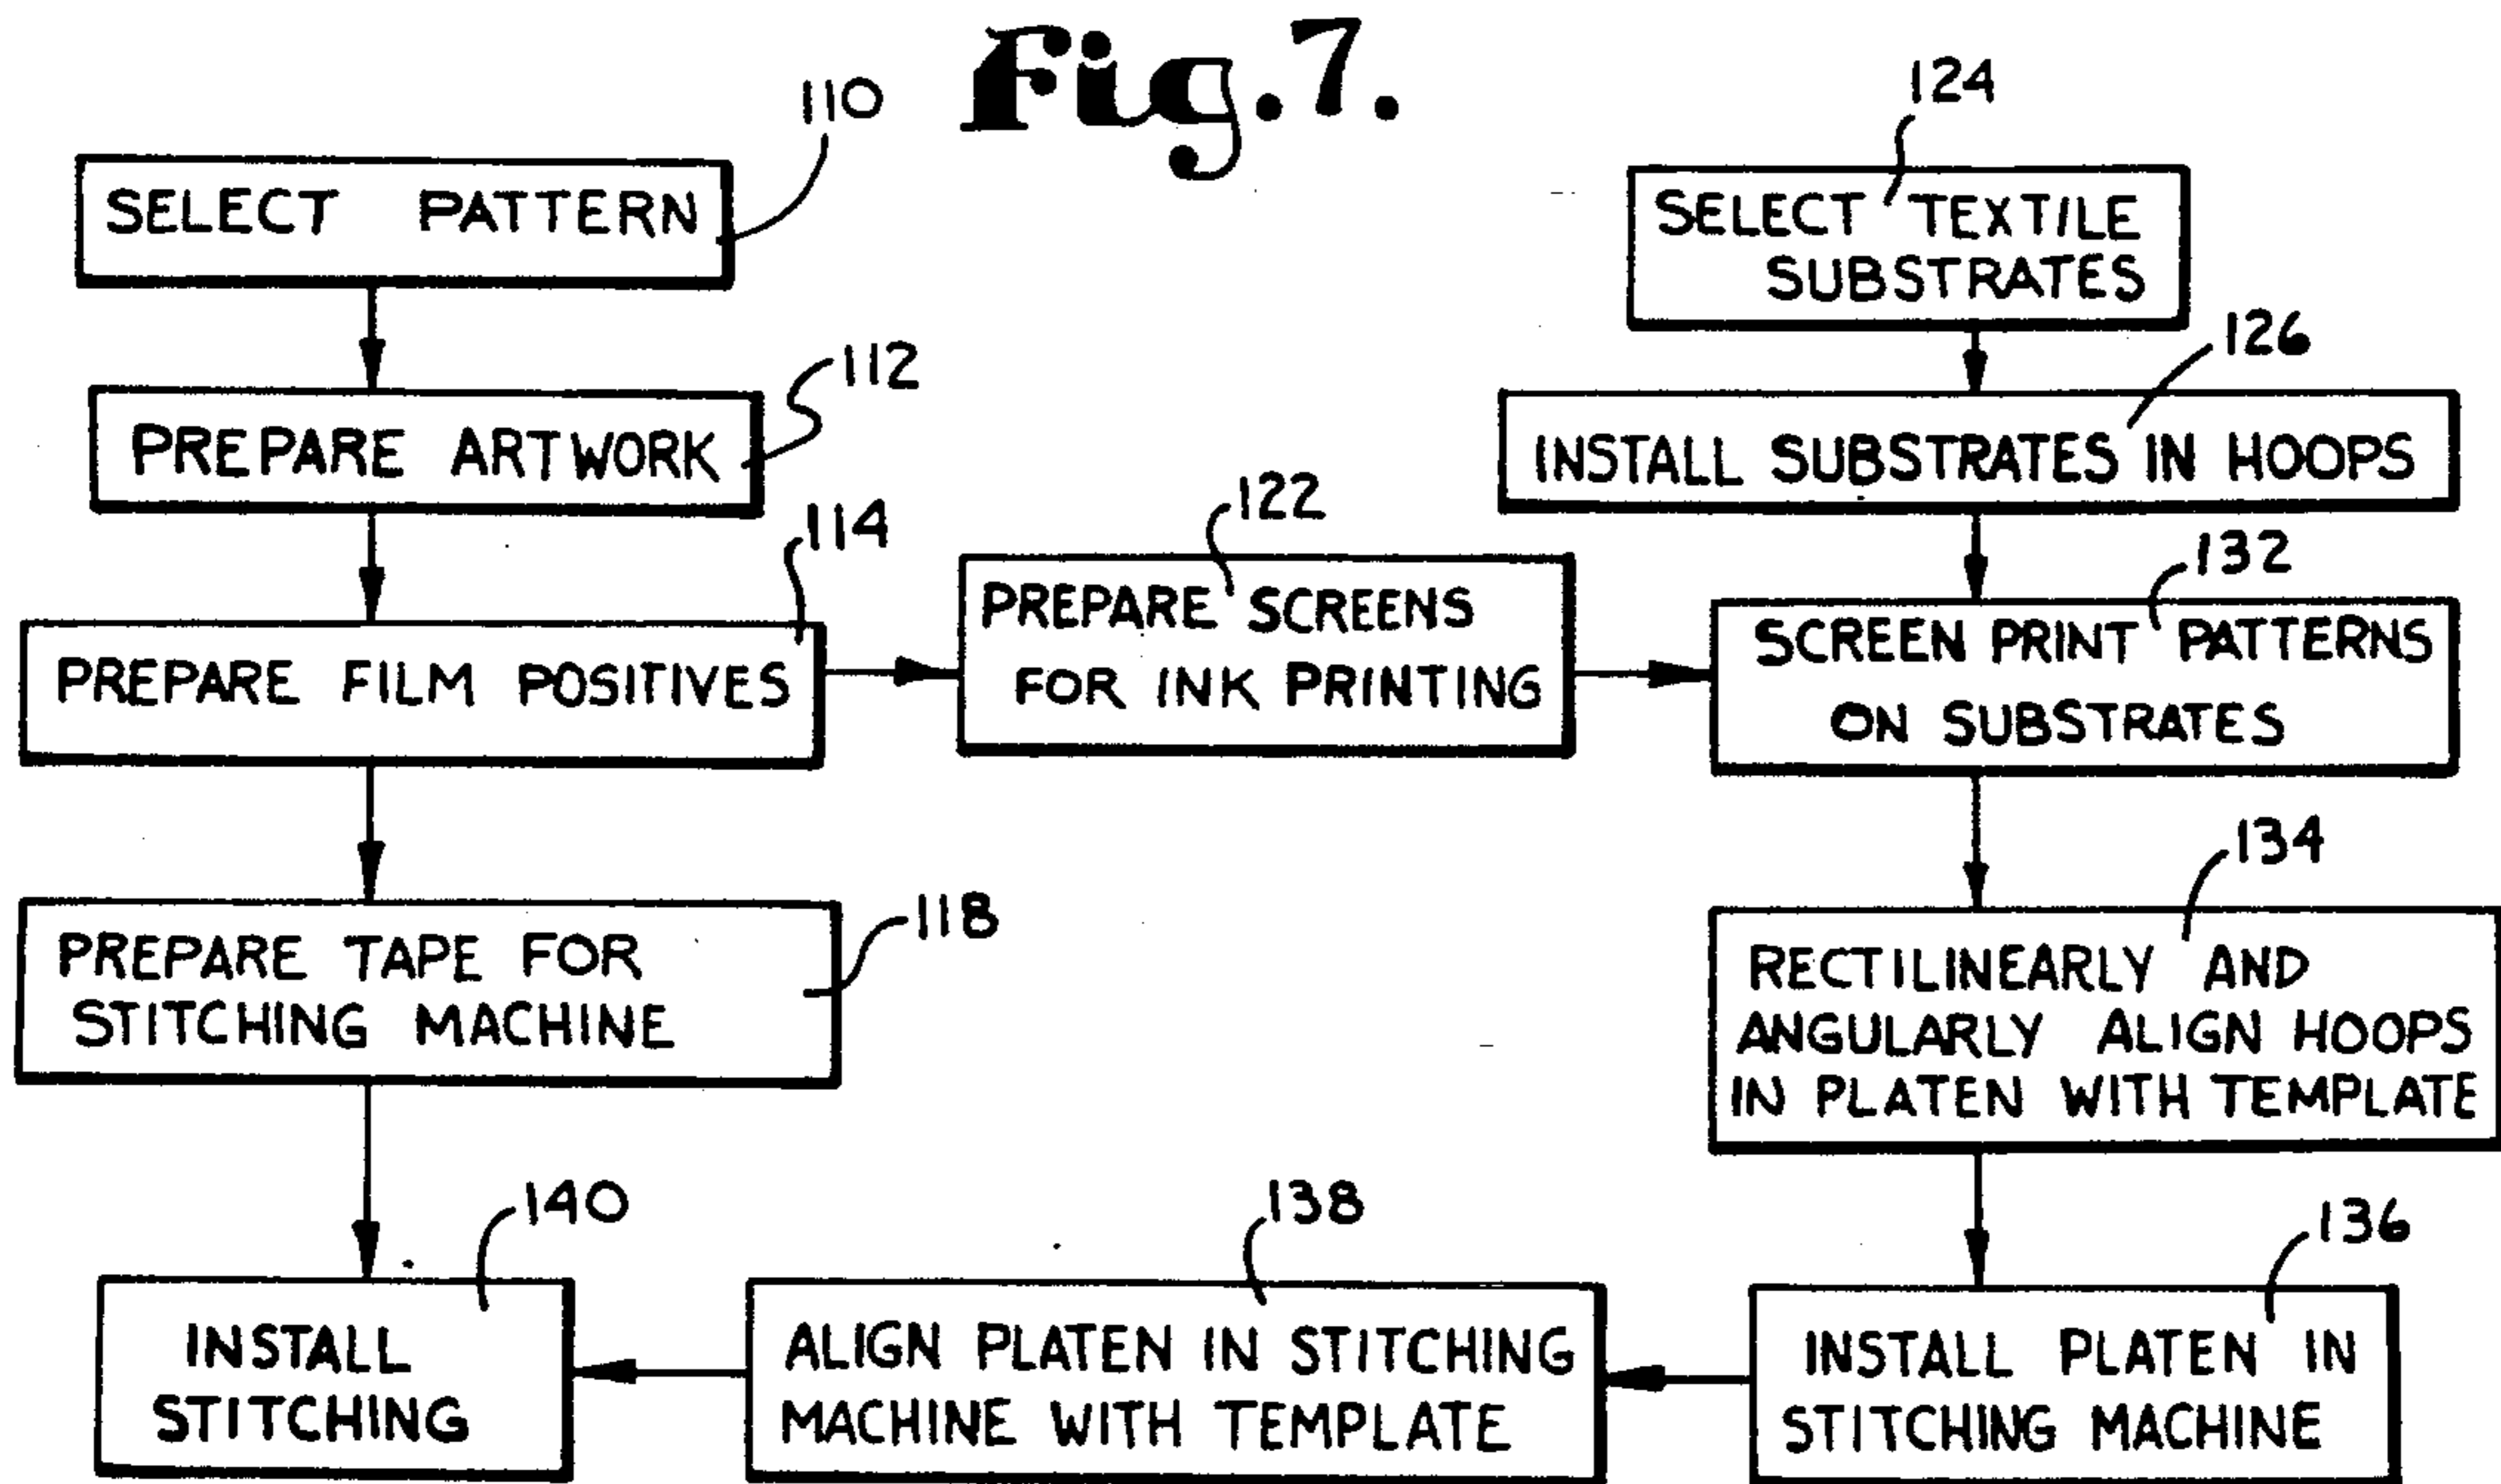 Fig. 7.
110
SELECT PATTERN
112
PREPARE ARTWORK
114
PREPARE FILM POSITIVES
118
PREPARE TAPE FOR
STITCHING MACHINE
122
PREPARE SCREENS
FOR INK PRINTING
124
SELECT TEXTILE
SUBSTRATES
126
INSTALL SUBSTRATES IN HOOPS
132
SCREEN PRINT PATTERNS
ON SUBSTRATES
134
RECTILINEARLY AND
ANGULARLY ALIGN HOOPS
IN PLATEN WITH TEMPLATE
136
INSTALL PLATEN IN
STITCHING MACHINE
138
ALIGN PLATEN IN STITCHING
MACHINE WITH TEMPLATE
140
INSTALL
STITCHING